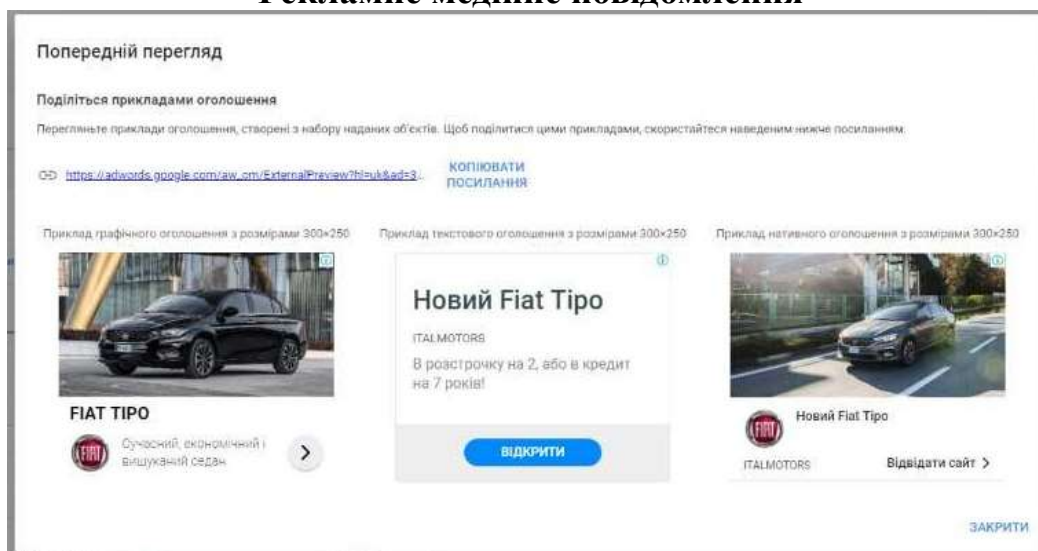 Рекламне медійне повідомлення
Попередній перегляд
Поділіться прикладами оголошення
Перегляньте приклади оголошення, створені з набору наданих об'єктів. Щоб поділитися цими прикладами, скористайтеся наведеним нижче посиланням.
https://adwords.google.com/aw_cm/ExternalPreview?hl=uk&ad=3...
КОПІЮВАТИ
ПОСИЛАННЯ
Приклад графічного оголошення з розмірами 300×250
FIAT TIPO
FIAT
Сучасний, економічний і
вишуканий седан
Приклад текстового оголошення з розмірами 300×250
Новий Fiat Tipo
ITALMOTORS
В розстрочку на 2, або в кредит
на 7 років!
ВІДКРИТИ
Приклад нативного оголошення з розмірами 300×250
FIAT
Новий Fiat Tipo
ITALMOTORS
Відвідати сайт
ЗАКРИТИ